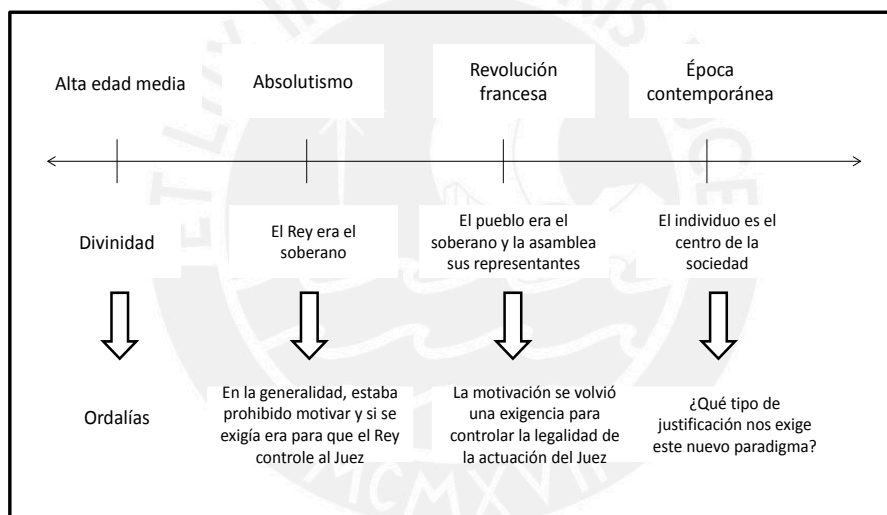 Alta edad media
Absolutismo
Revolución
francesa
Época
contemporánea
Divinidad
El Rey era el
soberano
El pueblo era el
soberano y la asamblea
sus representantes
El individuo es el
centro de la
sociedad
Ordalías
En la generalidad, estaba
prohibido motivar y si se
exigía era para que el Rey
controle al Juez
La motivación se volvió
una exigencia para
controlar la legalidad de
la actuación del Juez
¿Qué tipo de
justificación nos exige
este nuevo paradigma?